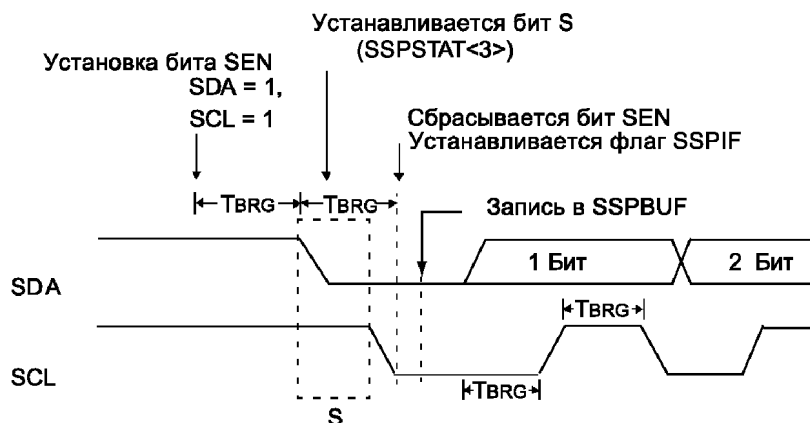 Устанавливается бит S
(SSPSTAT<3>)
Установка бита SEN
SDA = 1,
SCL = 1
Сбрасывается бит SEN
Устанавливается флаг SSPIF
TBRG
TBRG
Запись в SSPBUF
SDA
1 Бит
2 Бит
TBRG
SCL
TBRG
S